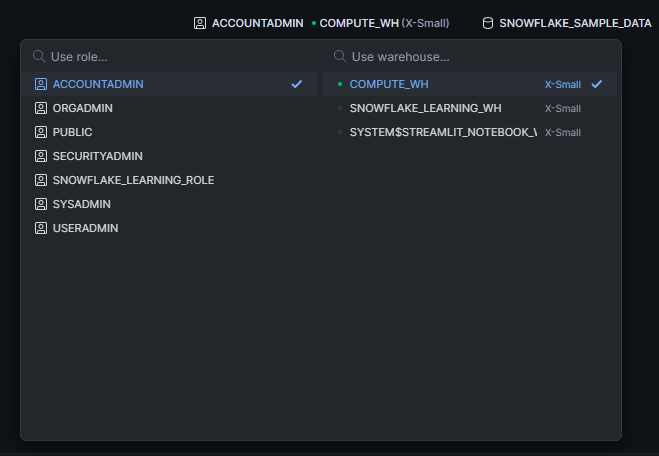 ACCOUNTADMIN COMPUTE_WH (X-Small) SNOWFLAKE_SAMPLE_DATA
Use role...
ACCOUNTADMIN
ORGADMIN
PUBLIC
SECURITYADMIN
SNOWFLAKE_LEARNING_ROLE
SYSADMIN
USERADMIN
Use warehouse...
COMPUTE_WH X-Small
SNOWFLAKE_LEARNING_WH X-Small
SYSTEM$STREAMLIT_NOTEBOOK_ X-Small